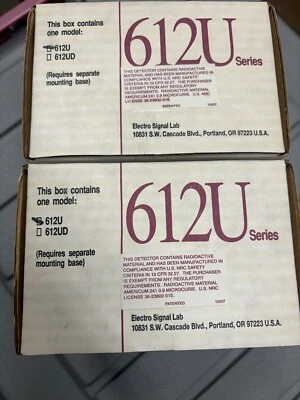 This box contains
one model:
612U
612UD
(Requires separate
mounting base)
612U Series
THIS DETECTOR CONTAINS RADIOACTIVE
MATERIAL AND HAS BEEN MANUFACTURED IN
COMPLIANCE WITH U.S. NRC SAFETY
CRITERIA IN 10 CFR 32.27. THE PURCHASER
IS EXEMPT FROM ANY REGULATORY
REQUIREMENTS. RADIOACTIVE MATERIAL
AMERICUM 241 0.9 MICROCURIE. U.S. NRC
LICENSE 36-23802-01E.
PATENTED
Electro Signal Lab
10831 S.W. Cascade Blvd., Portland, OR 97223 U.S.A.
This box contains
one model:
612U
612UD
(Requires separate
mounting base)
612U Series
THIS DETECTOR CONTAINS RADIOACTIVE
MATERIAL AND HAS BEEN MANUFACTURED IN
COMPLIANCE WITH U.S. NRC SAFETY
CRITERIA IN 10 CFR 32.27. THE PURCHASER
IS EXEMPT FROM ANY REGULATORY
REQUIREMENTS. RADIOACTIVE MATERIAL
AMERICUM 241 0.9 MICROCURIE. U.S. NRC
LICENSE 36-23802-01E.
PATENTED
Electro Signal Lab
10831 S.W. Cascade Blvd., Portland, OR 97223 U.S.A.